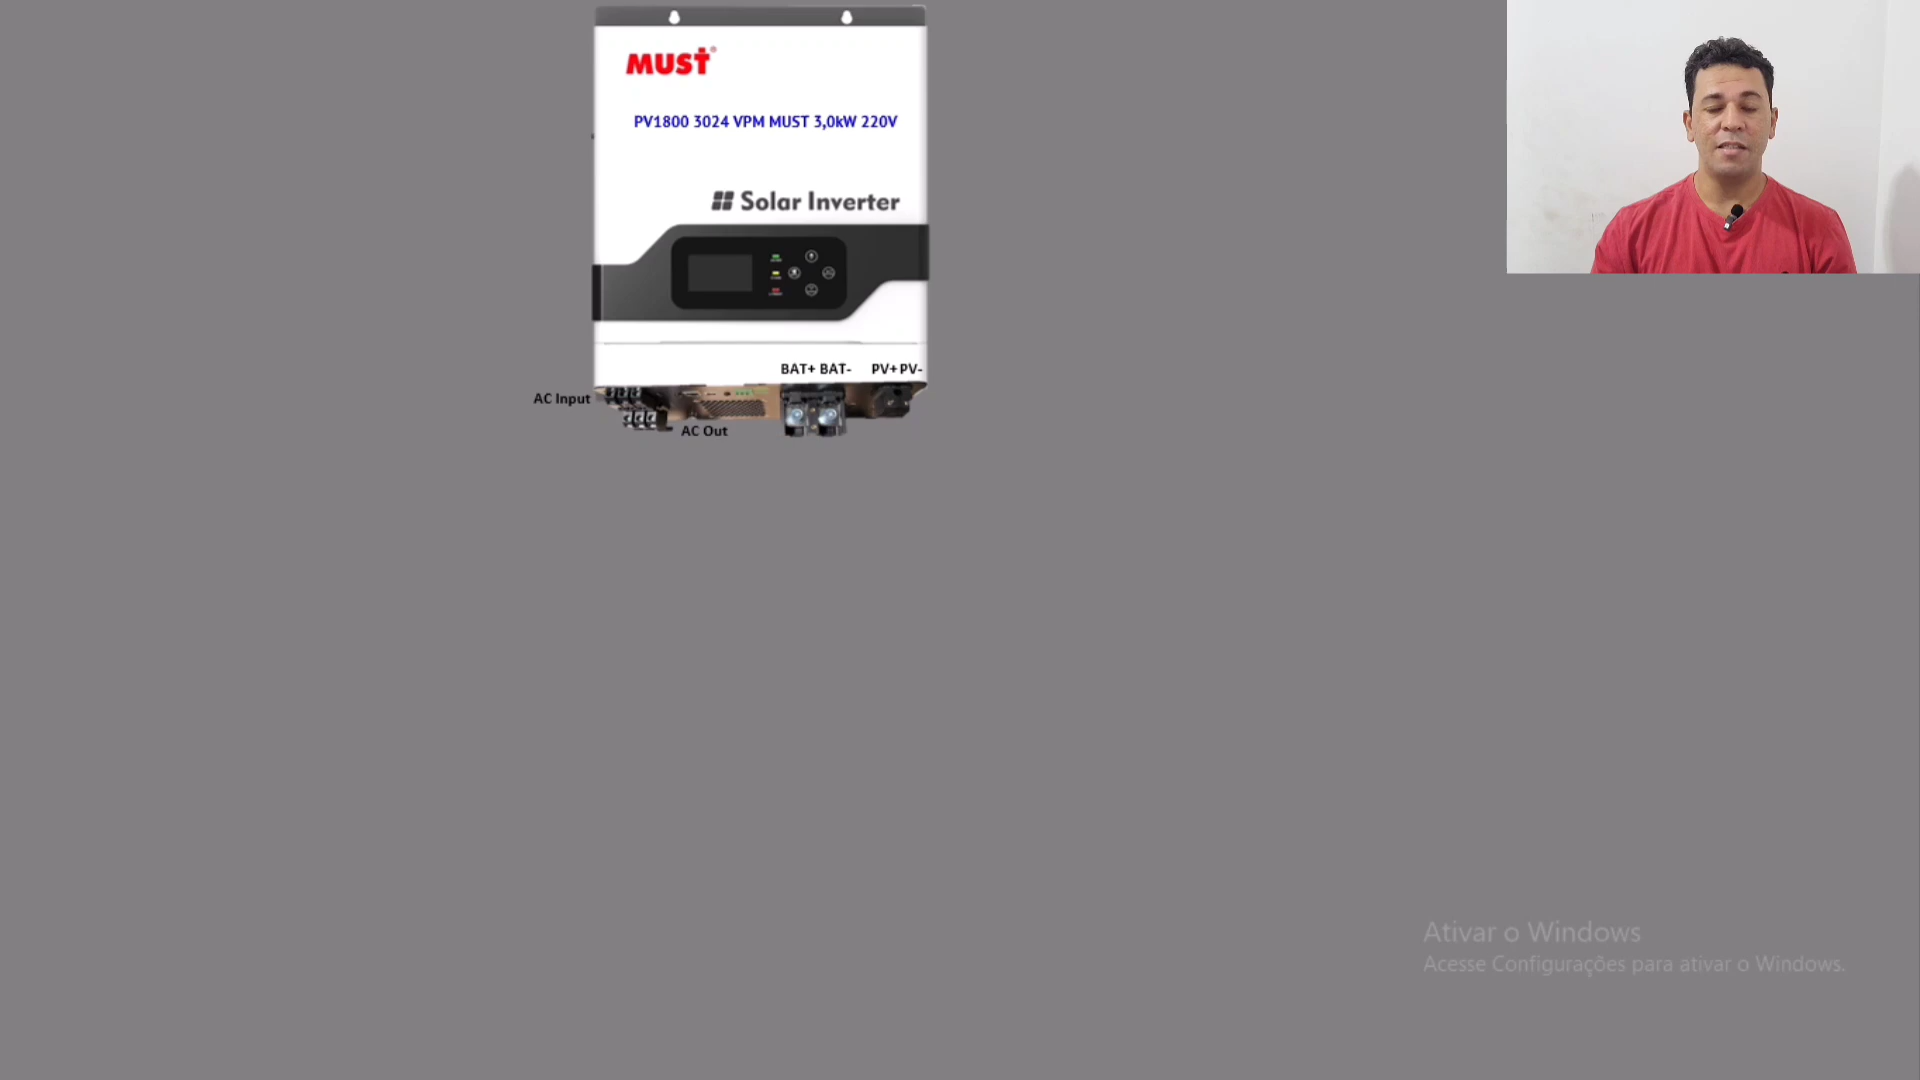 MUST
PV1800 3024 VPM MUST 3,0kW 220V
Solar Inverter
BAT+ BAT- PV+ PV-
AC Input
AC Out
Ativar o Windows
Acesse Configurações para ativar o Windows.